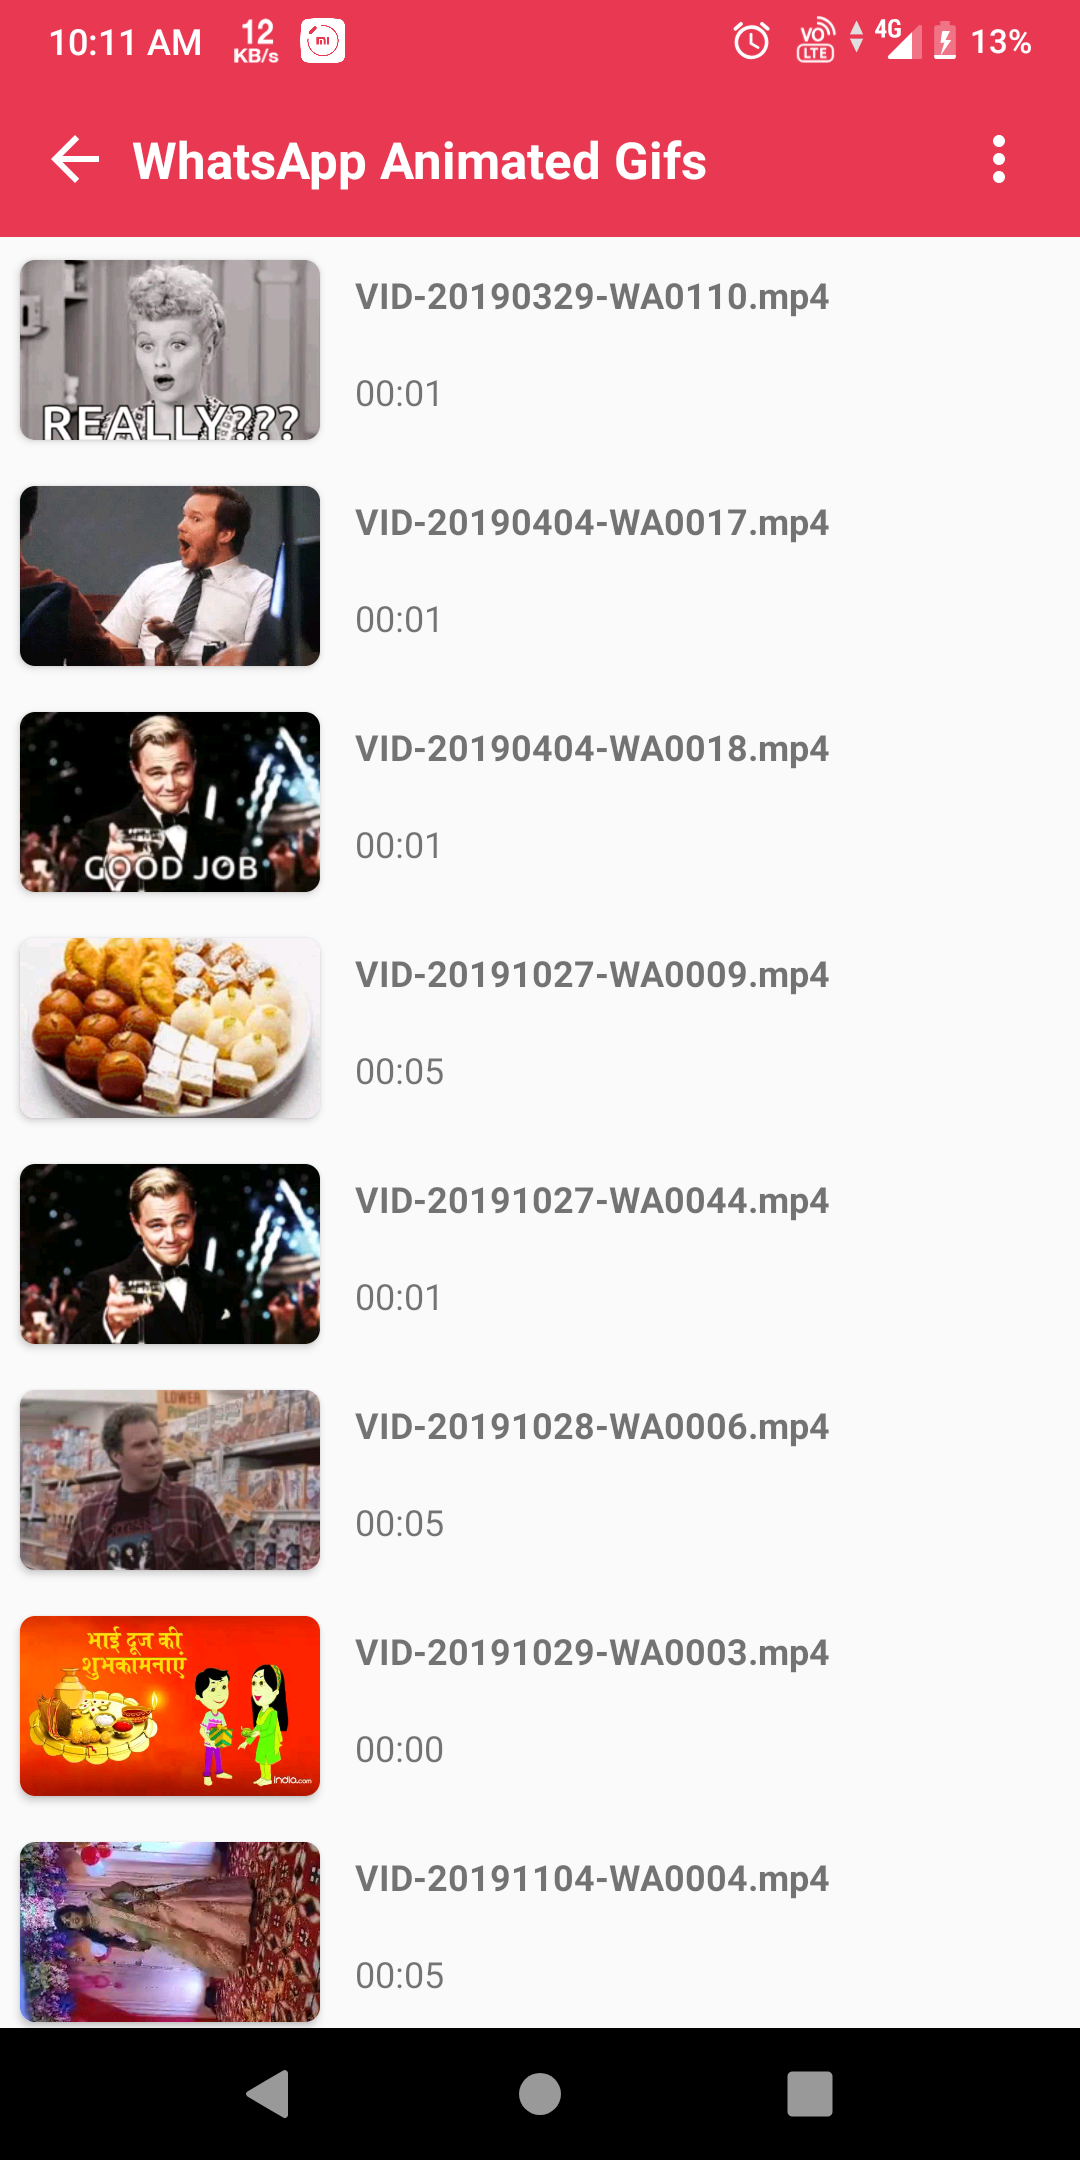 10:11 AM 12 KB/s mi VO LTE 4G 13%
WhatsApp Animated Gifs
VID-20190329-WA0110.mp4
REALLY???
00:01
VID-20190404-WA0017.mp4
00:01
VID-20190404-WA0018.mp4
GOOD JOB
00:01
VID-20191027-WA0009.mp4
00:05
VID-20191027-WA0044.mp4
00:01
LOWER
VID-20191028-WA0006.mp4
00:05
भाई दूज की
शुभकामनाएं
VID-20191029-WA0003.mp4
00:00
india.com
VID-20191104-WA0004.mp4
00:05